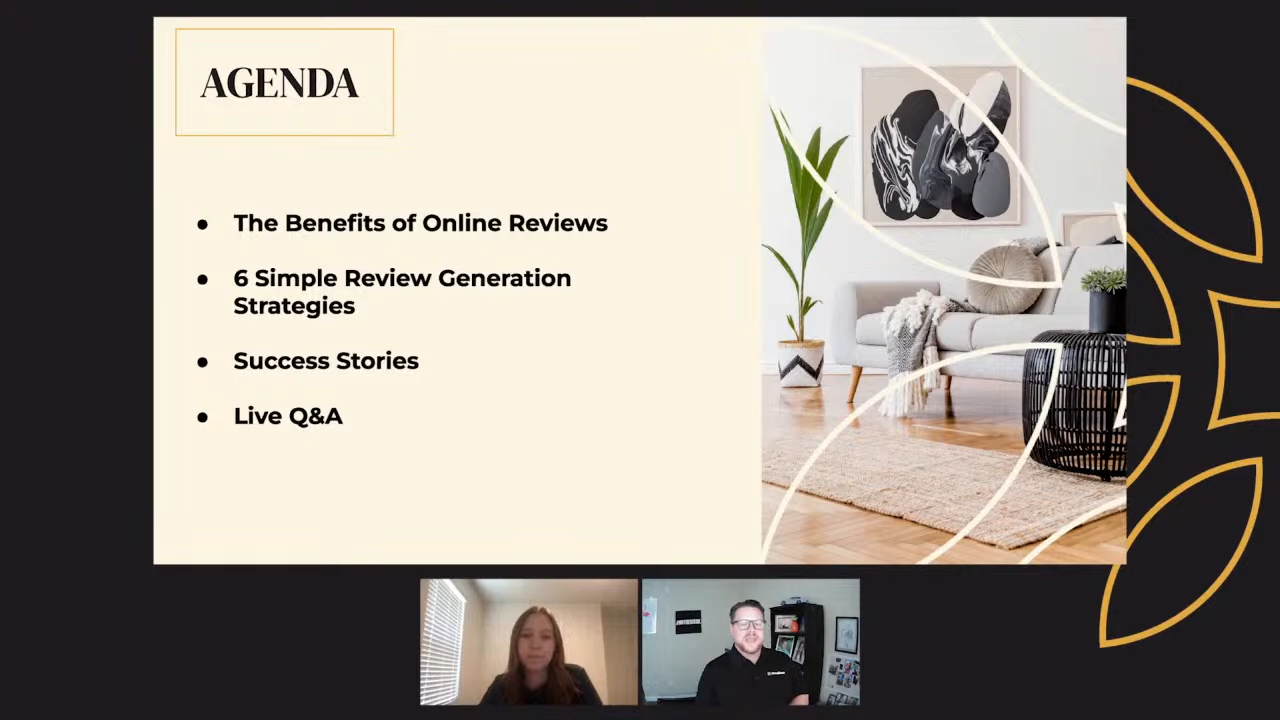 AGENDA
● The Benefits of Online Reviews
● 6 Simple Review Generation
Strategies
● Success Stories
● Live Q&A